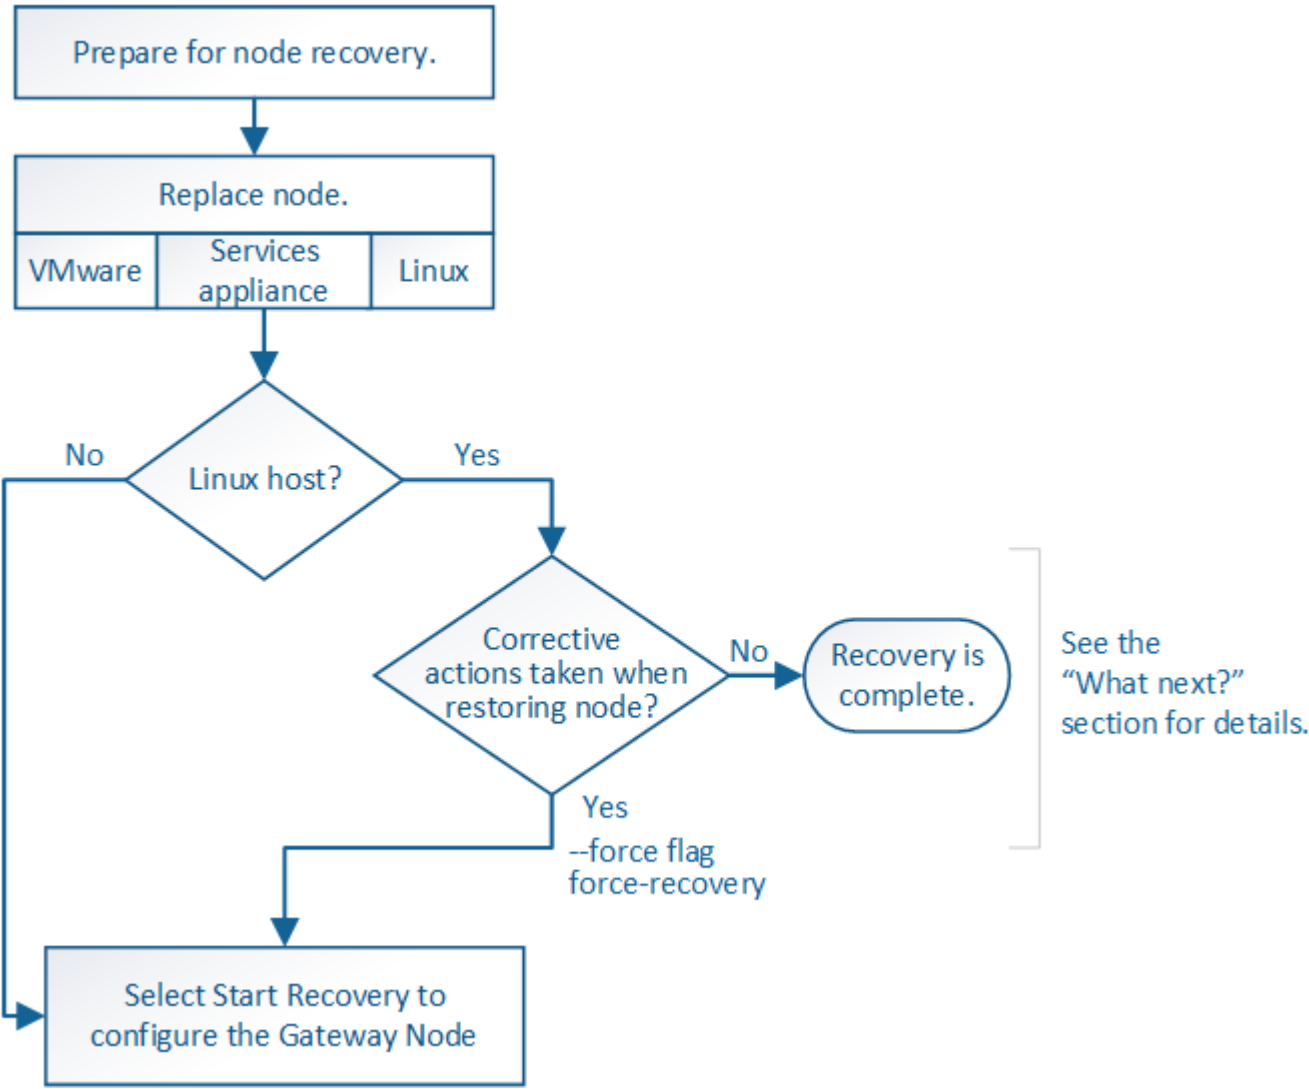 Prepare for node recovery.
Replace node.
VMware
Services
appliance
Linux
Linux host?
No
Yes
Corrective
actions taken when
restoring node?
No
Recovery is
complete.
See the
“What next?”
section for details.
Yes
--force flag
force-recovery
Select Start Recovery to
configure the Gateway Node